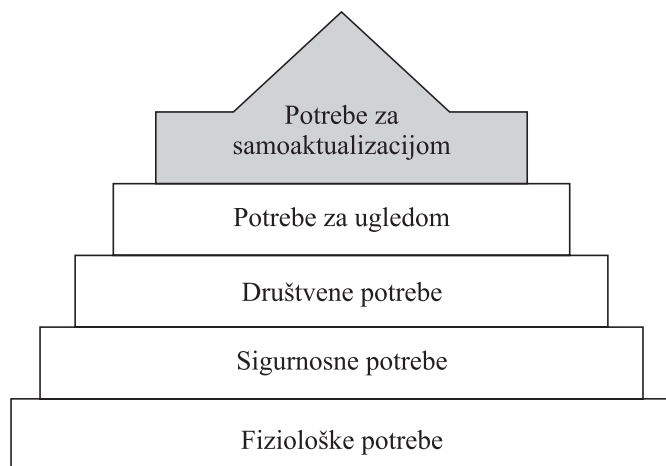 Potrebe za
samoaktualizacijom
Potrebe za ugledom
Društvene potrebe
Sigurnosne potrebe
Fiziološke potrebe